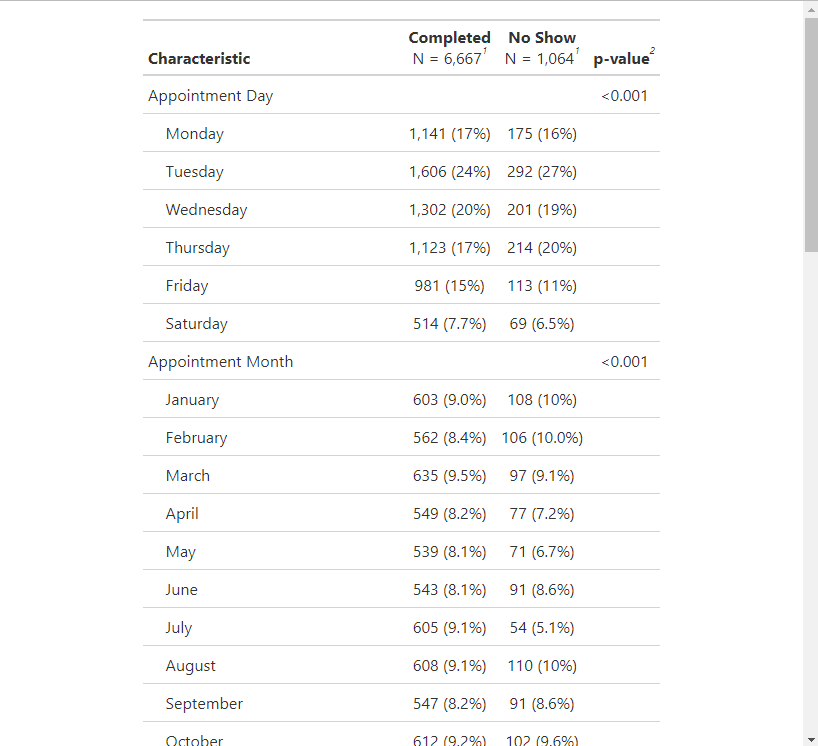 Characteristic Completed N = 6,667¹ No Show N = 1,064¹ p-value²
Appointment Day <0.001
Monday 1,141 (17%) 175 (16%)
Tuesday 1,606 (24%) 292 (27%)
Wednesday 1,302 (20%) 201 (19%)
Thursday 1,123 (17%) 214 (20%)
Friday 981 (15%) 113 (11%)
Saturday 514 (7.7%) 69 (6.5%)
Appointment Month <0.001
January 603 (9.0%) 108 (10%)
February 562 (8.4%) 106 (10.0%)
March 635 (9.5%) 97 (9.1%)
April 549 (8.2%) 77 (7.2%)
May 539 (8.1%) 71 (6.7%)
June 543 (8.1%) 91 (8.6%)
July 605 (9.1%) 54 (5.1%)
August 608 (9.1%) 110 (10%)
September 547 (8.2%) 91 (8.6%)
October 612 (9.2%) 102 (9.6%)